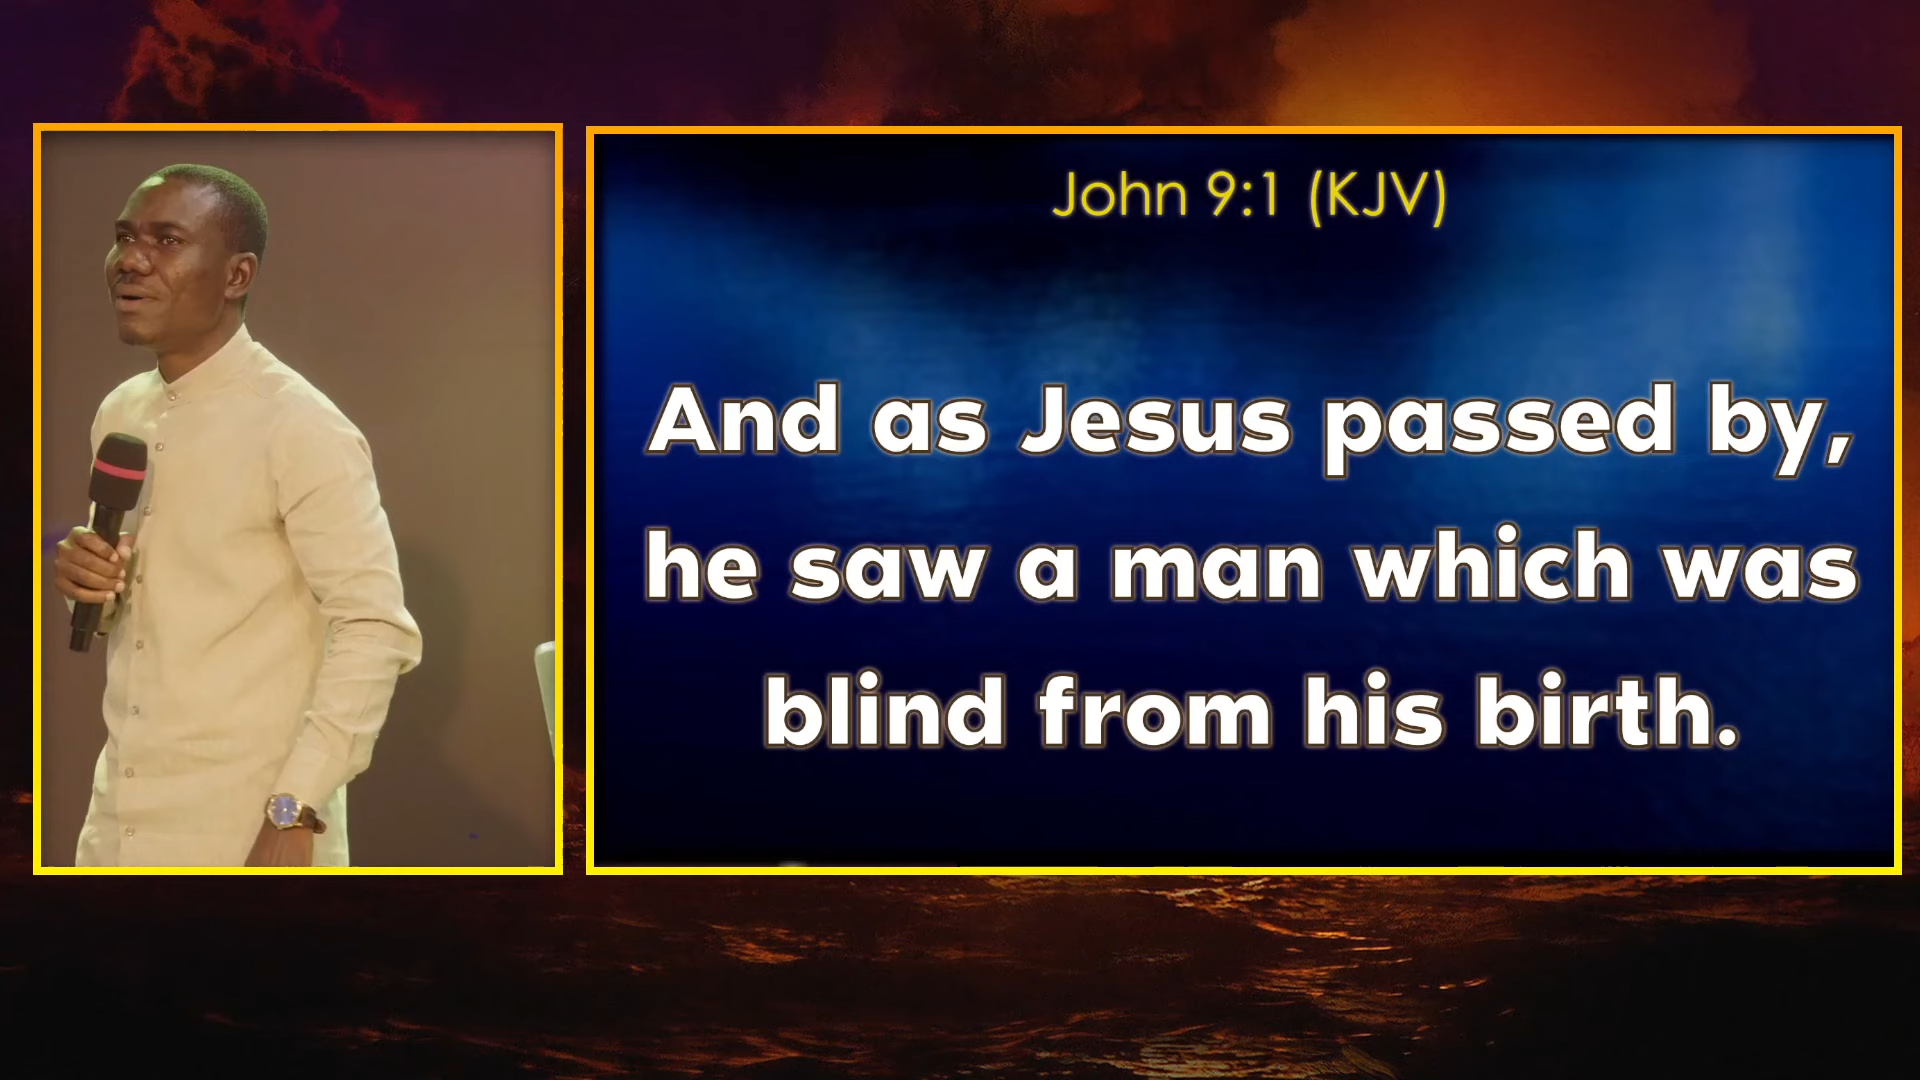 John 9:1 (KJV)
And as Jesus passed by,
he saw a man which was
blind from his birth.